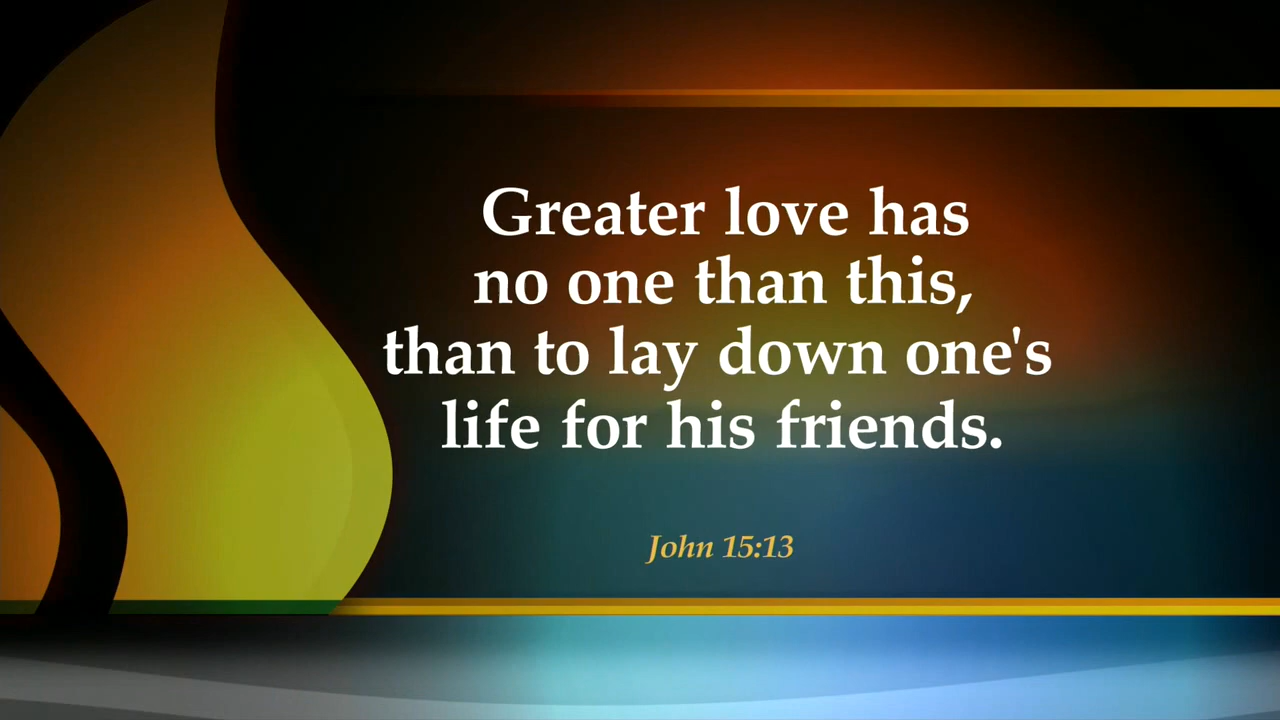 Greater love has
no one than this,
than to lay down one's
life for his friends.
John 15:13